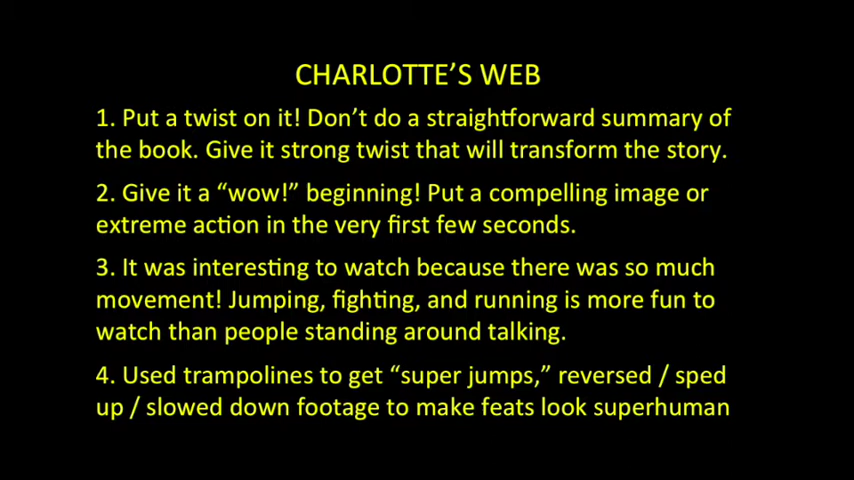 CHARLOTTE’S WEB
1. Put a twist on it! Don’t do a straightforward summary of
the book. Give it strong twist that will transform the story.
2. Give it a “wow!” beginning! Put a compelling image or
extreme action in the very first few seconds.
3. It was interesting to watch because there was so much
movement! Jumping, fighting, and running is more fun to
watch than people standing around talking.
4. Used trampolines to get “super jumps,” reversed / sped
up / slowed down footage to make feats look superhuman